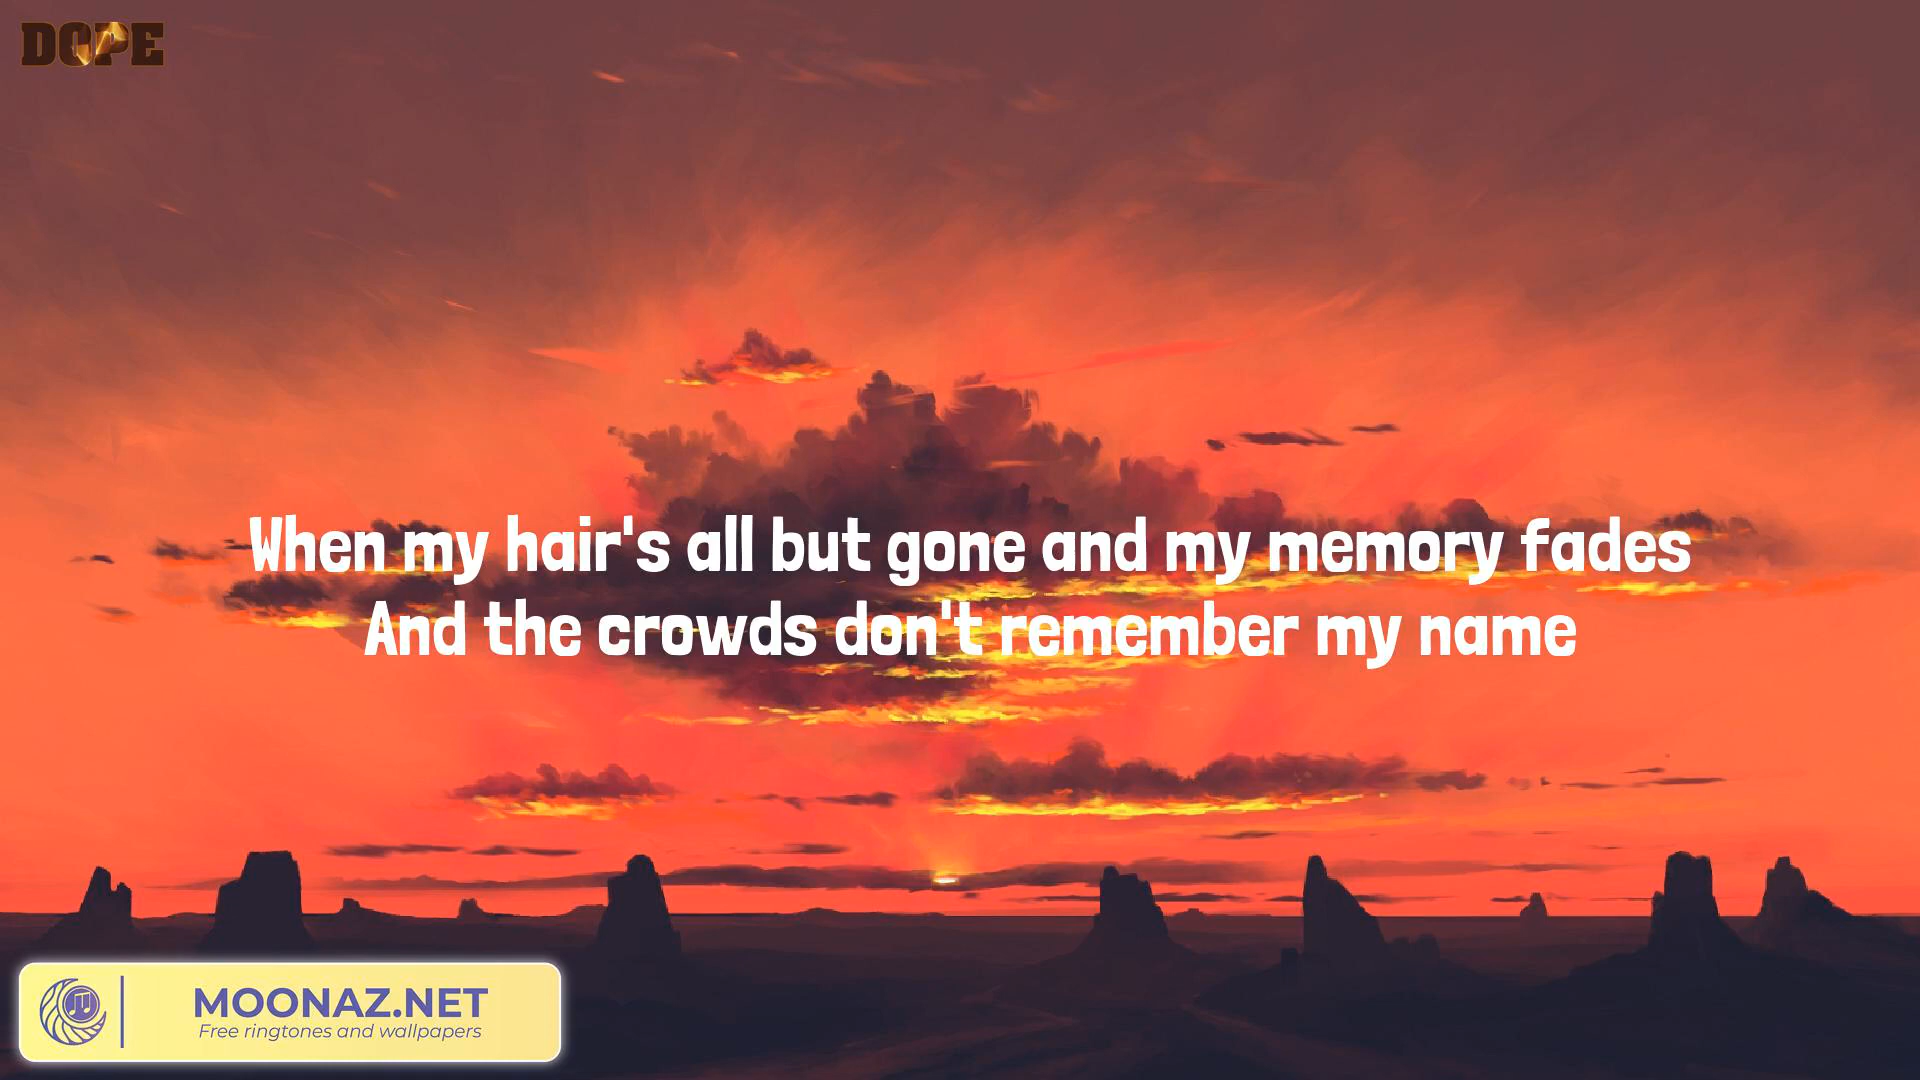 DOPE
When my hair's all but gone and my memory fades
And the crowds don't remember my name
MOONAZ.NET
Free ringtones and wallpapers